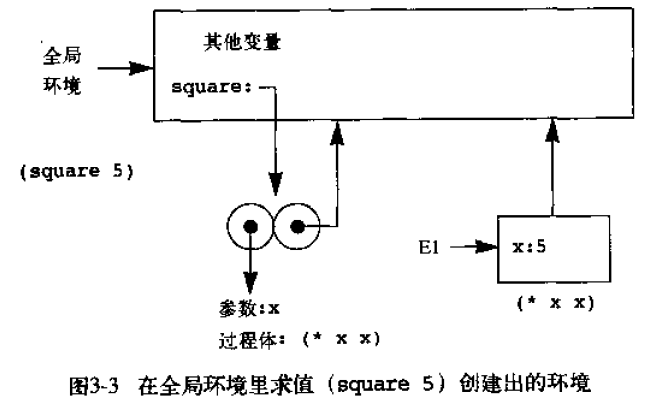 其他变量
全局
环境
square:
(square 5)
E1
x:5
(* x x)
参数:x
过程体: (* x x)
图3-3 在全局环境里求值 (square 5) 创建出的环境